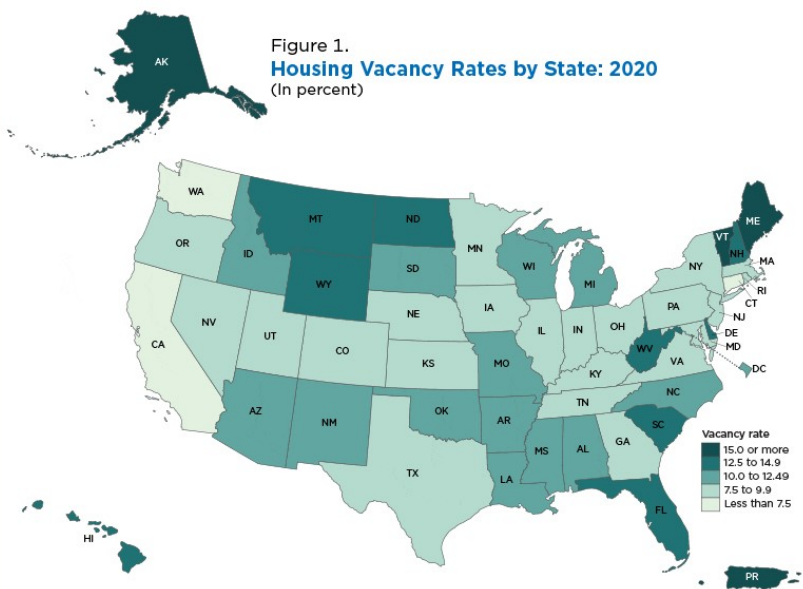 Figure 1.
Housing Vacancy Rates by State: 2020
(In percent)
AK
WA
MT
ND
MN
VT
ME
NH
OR
ID
SD
WI
MI
NY
MA
RI
CT
WY
NE
IA
PA
NJ
NV
UT
CO
IL
IN
OH
DE
MD
CA
KS
MO
KY
WV
VA
DC
AZ
NM
OK
AR
TN
NC
SC
TX
LA
MS
AL
GA
FL
HI
PR
Vacancy rate
15.0 or more
12.5 to 14.9
10.0 to 12.49
7.5 to 9.9
Less than 7.5